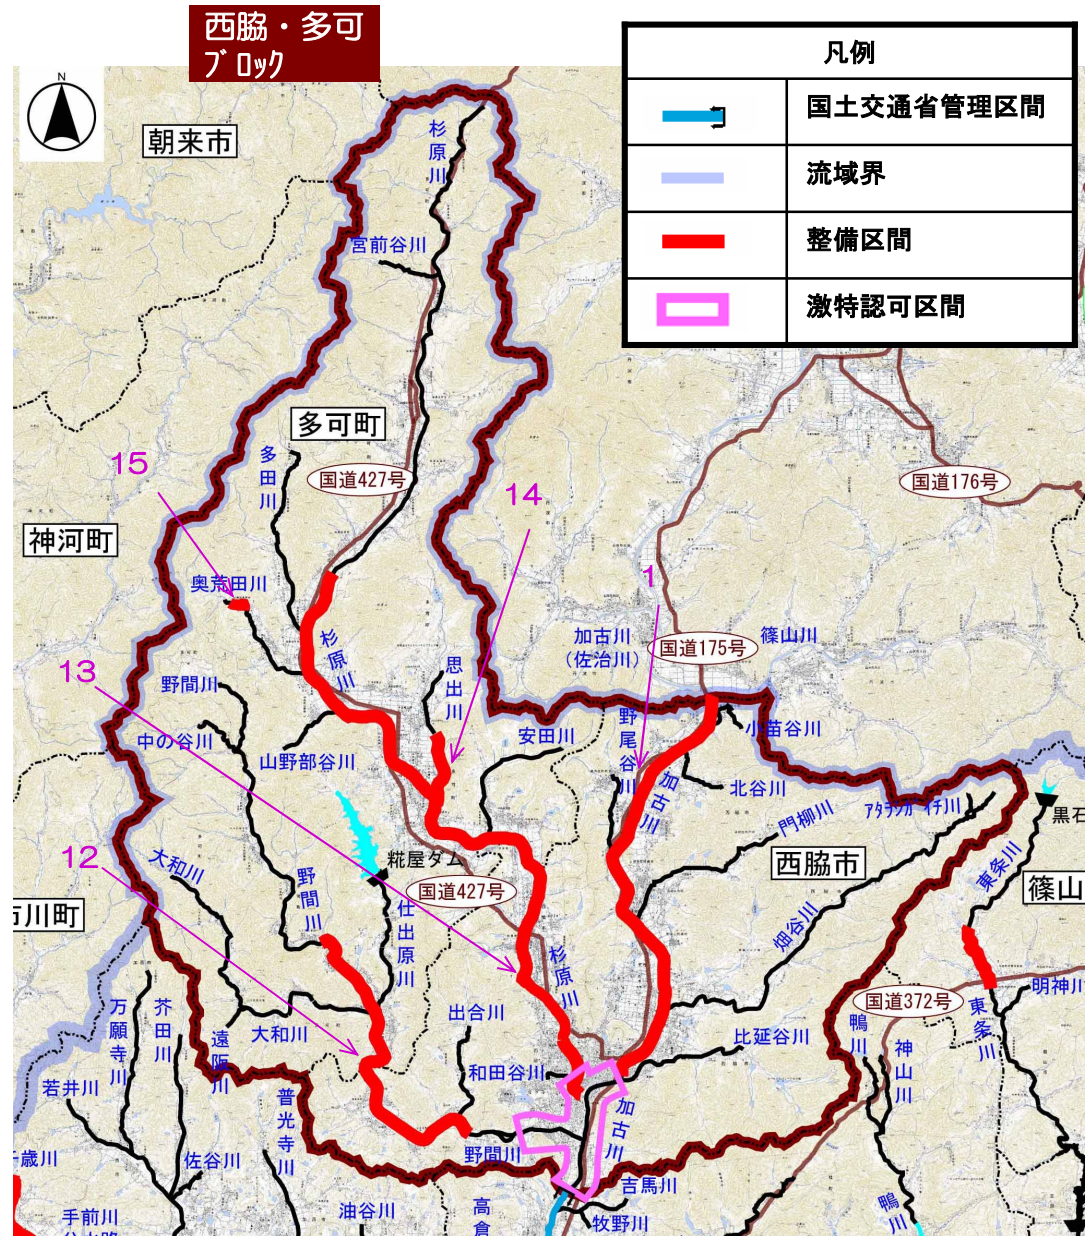 西脇・多可
ブロック
凡例
国土交通省管理区間
流域界
整備区間
激特認可区間
N
朝来市
杉原川
宮前谷川
多可町
多田川
国道427号
国道176号
15
14
神河町
1
奥荒田川
杉原川
加古川
(佐治川)
国道175号
篠山川
13
野間川
思出川
野尾谷川
中の谷川
山野部谷川
安田川
小苗谷川
加古川
北谷川
門柳川
ｱﾀﾗｼｶﾞｲﾁ川
黒石
12
大和川
糀屋ダム
西脇市
東条川
野間川
国道427号
仕出原川
篠山
市川町
畑谷川
杉原川
国道372号
明神川
万願寺川
芥田川
遠阪川
大和川
出合川
比延谷川
鴨川
神山川
東条川
若井川
普光寺川
和田谷川
加古川
千歳川
佐谷川
野間川
吉馬川
手前川
油谷川
高倉
牧野川
鴨川